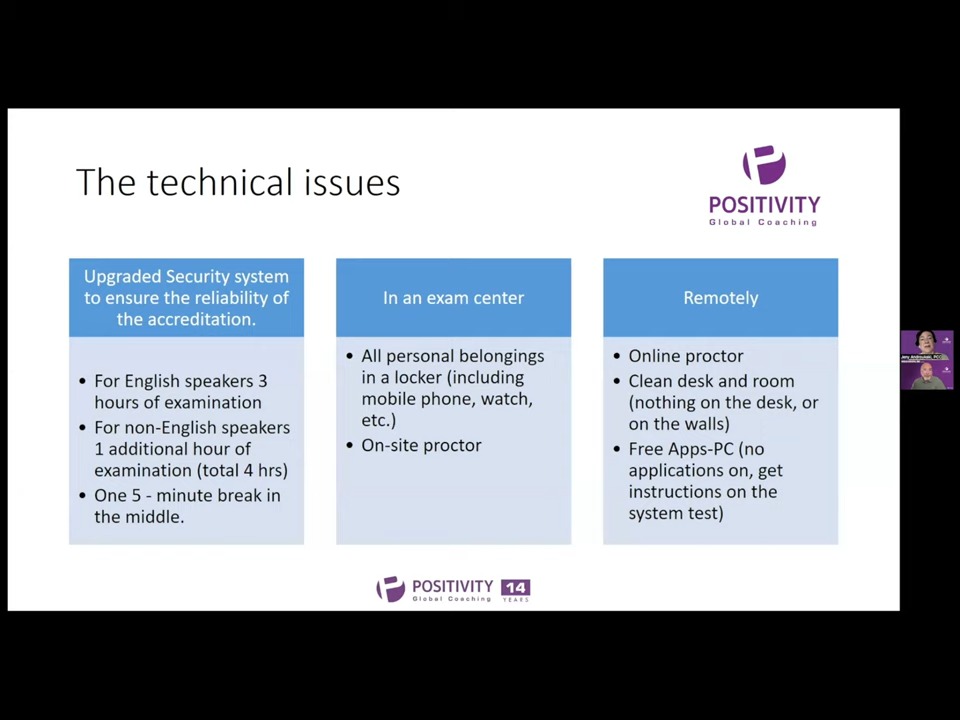 The technical issues
POSITIVITY
Global Coaching
Upgraded Security system
to ensure the reliability of
the accreditation.
• For English speakers 3
hours of examination
• For non-English speakers
1 additional hour of
examination (total 4 hrs)
• One 5 - minute break in
the middle.
In an exam center
• All personal belongings
in a locker (including
mobile phone, watch,
etc.)
• On-site proctor
Remotely
• Online proctor
• Clean desk and room
(nothing on the desk, or
on the walls)
• Free Apps-PC (no
applications on, get
instructions on the
system test)
POSITIVITY
Global Coaching
14
YEARS